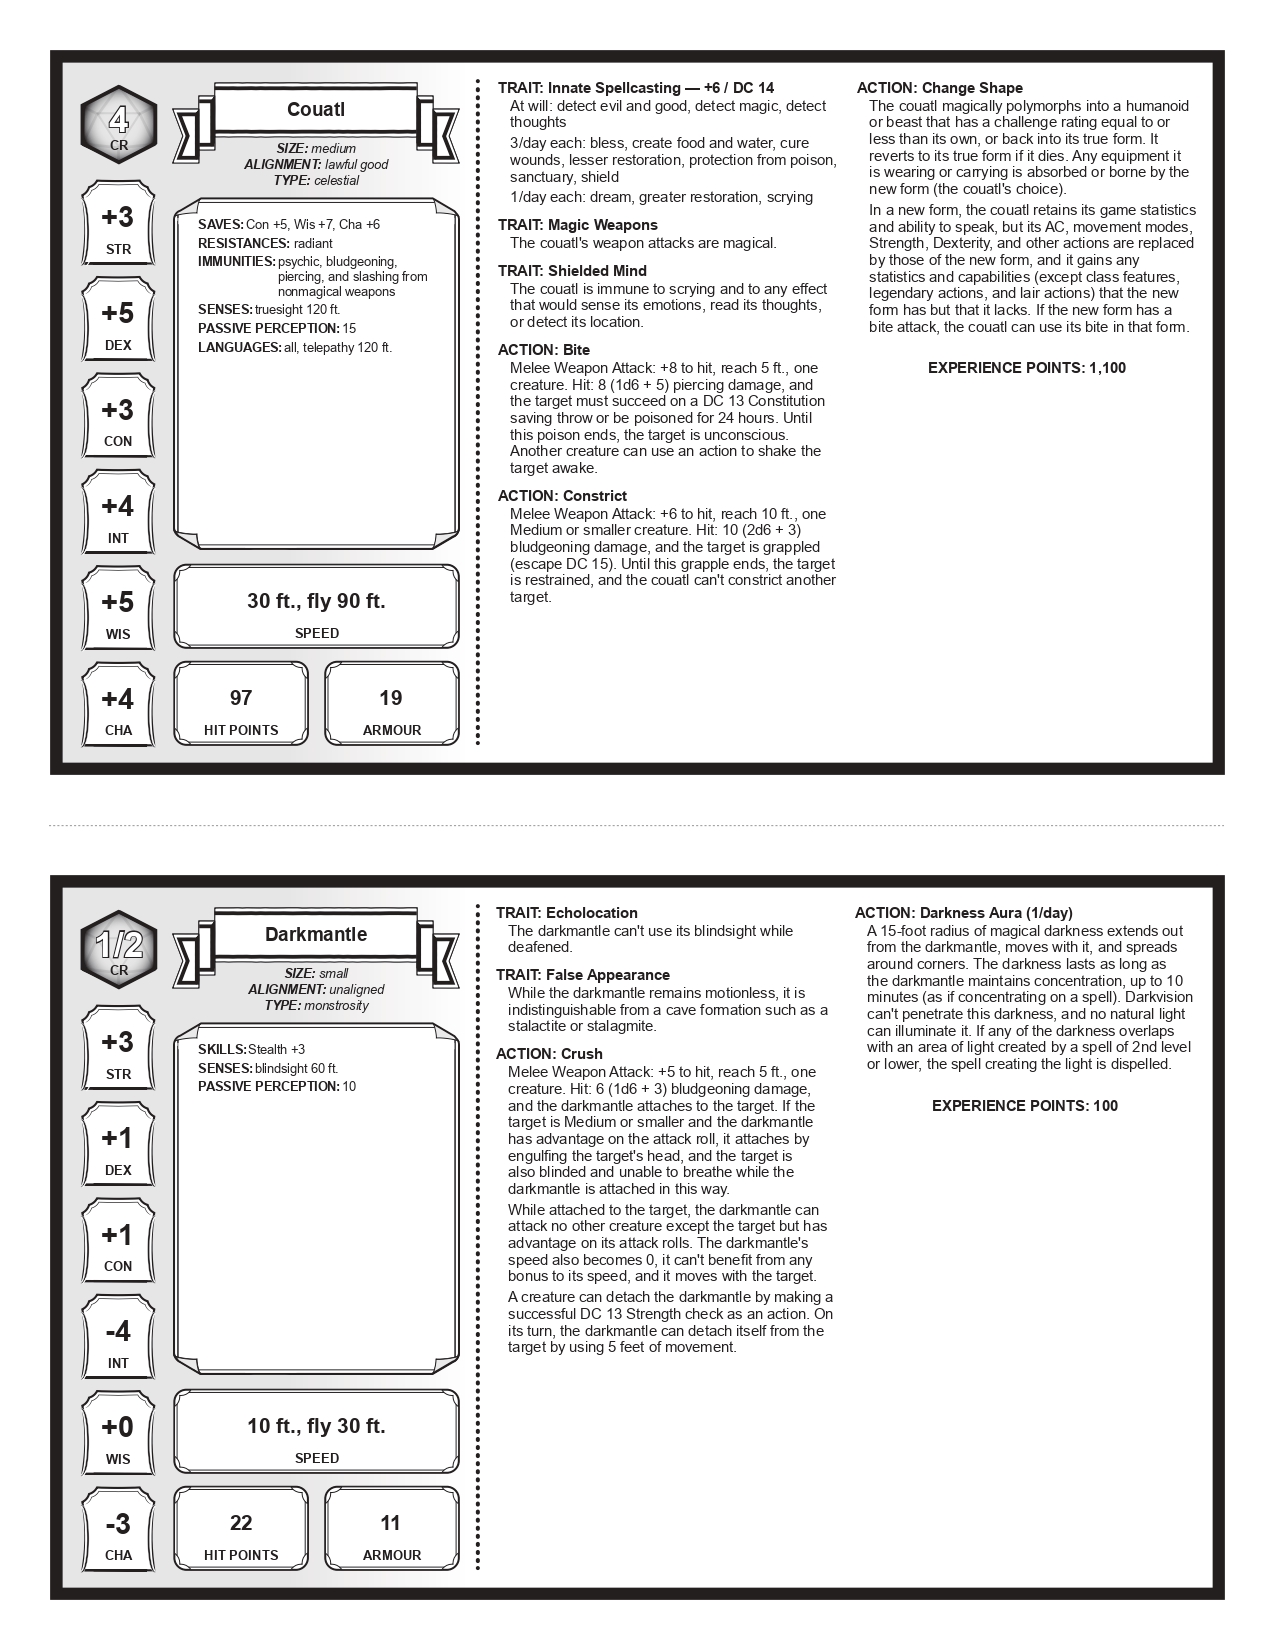 4
CR
Couatl
SIZE: medium
ALIGNMENT: lawful good
TYPE: celestial
+3
STR
+5
DEX
+3
CON
+4
INT
+5
WIS
+4
CHA
SAVES: Con +5, Wis +7, Cha +6
RESISTANCES: radiant
IMMUNITIES: psychic, bludgeoning,
piercing, and slashing from
nonmagical weapons
SENSES: truesight 120 ft.
PASSIVE PERCEPTION: 15
LANGUAGES: all, telepathy 120 ft.
30 ft., fly 90 ft.
SPEED
97
HIT POINTS
19
ARMOUR
TRAIT: Innate Spellcasting — +6 / DC 14
At will: detect evil and good, detect magic, detect
thoughts
3/day each: bless, create food and water, cure
wounds, lesser restoration, protection from poison,
sanctuary, shield
1/day each: dream, greater restoration, scrying
TRAIT: Magic Weapons
The couatl's weapon attacks are magical.
TRAIT: Shielded Mind
The couatl is immune to scrying and to any effect
that would sense its emotions, read its thoughts,
or detect its location.
ACTION: Bite
Melee Weapon Attack: +8 to hit, reach 5 ft., one
creature. Hit: 8 (1d6 + 5) piercing damage, and
the target must succeed on a DC 13 Constitution
saving throw or be poisoned for 24 hours. Until
this poison ends, the target is unconscious.
Another creature can use an action to shake the
target awake.
ACTION: Constrict
Melee Weapon Attack: +6 to hit, reach 10 ft., one
Medium or smaller creature. Hit: 10 (2d6 + 3)
bludgeoning damage, and the target is grappled
(escape DC 15). Until this grapple ends, the target
is restrained, and the couatl can't constrict another
target.
ACTION: Change Shape
The couatl magically polymorphs into a humanoid
or beast that has a challenge rating equal to or
less than its own, or back into its true form. It
reverts to its true form if it dies. Any equipment it
is wearing or carrying is absorbed or borne by the
new form (the couatl's choice).
In a new form, the couatl retains its game statistics
and ability to speak, but its AC, movement modes,
Strength, Dexterity, and other actions are replaced
by those of the new form, and it gains any
statistics and capabilities (except class features,
legendary actions, and lair actions) that the new
form has but that it lacks. If the new form has a
bite attack, the couatl can use its bite in that form.
EXPERIENCE POINTS: 1,100
1/2
CR
Darkmantle
SIZE: small
ALIGNMENT: unaligned
TYPE: monstrosity
+3
STR
+1
DEX
+1
CON
-4
INT
+0
WIS
-3
CHA
SKILLS: Stealth +3
SENSES: blindsight 60 ft.
PASSIVE PERCEPTION: 10
10 ft., fly 30 ft.
SPEED
22
HIT POINTS
11
ARMOUR
TRAIT: Echolocation
The darkmantle can't use its blindsight while
deafened.
TRAIT: False Appearance
While the darkmantle remains motionless, it is
indistinguishable from a cave formation such as a
stalactite or stalagmite.
ACTION: Crush
Melee Weapon Attack: +5 to hit, reach 5 ft., one
creature. Hit: 6 (1d6 + 3) bludgeoning damage,
and the darkmantle attaches to the target. If the
target is Medium or smaller and the darkmantle
has advantage on the attack roll, it attaches by
engulfing the target's head, and the target is
also blinded and unable to breathe while the
darkmantle is attached in this way.
While attached to the target, the darkmantle can
attack no other creature except the target but has
advantage on its attack rolls. The darkmantle's
speed also becomes 0, it can't benefit from any
bonus to its speed, and it moves with the target.
A creature can detach the darkmantle by making a
successful DC 13 Strength check as an action. On
its turn, the darkmantle can detach itself from the
target by using 5 feet of movement.
ACTION: Darkness Aura (1/day)
A 15-foot radius of magical darkness extends out
from the darkmantle, moves with it, and spreads
around corners. The darkness lasts as long as
the darkmantle maintains concentration, up to 10
minutes (as if concentrating on a spell). Darkvision
can't penetrate this darkness, and no natural light
can illuminate it. If any of the darkness overlaps
with an area of light created by a spell of 2nd level
or lower, the spell creating the light is dispelled.
EXPERIENCE POINTS: 100